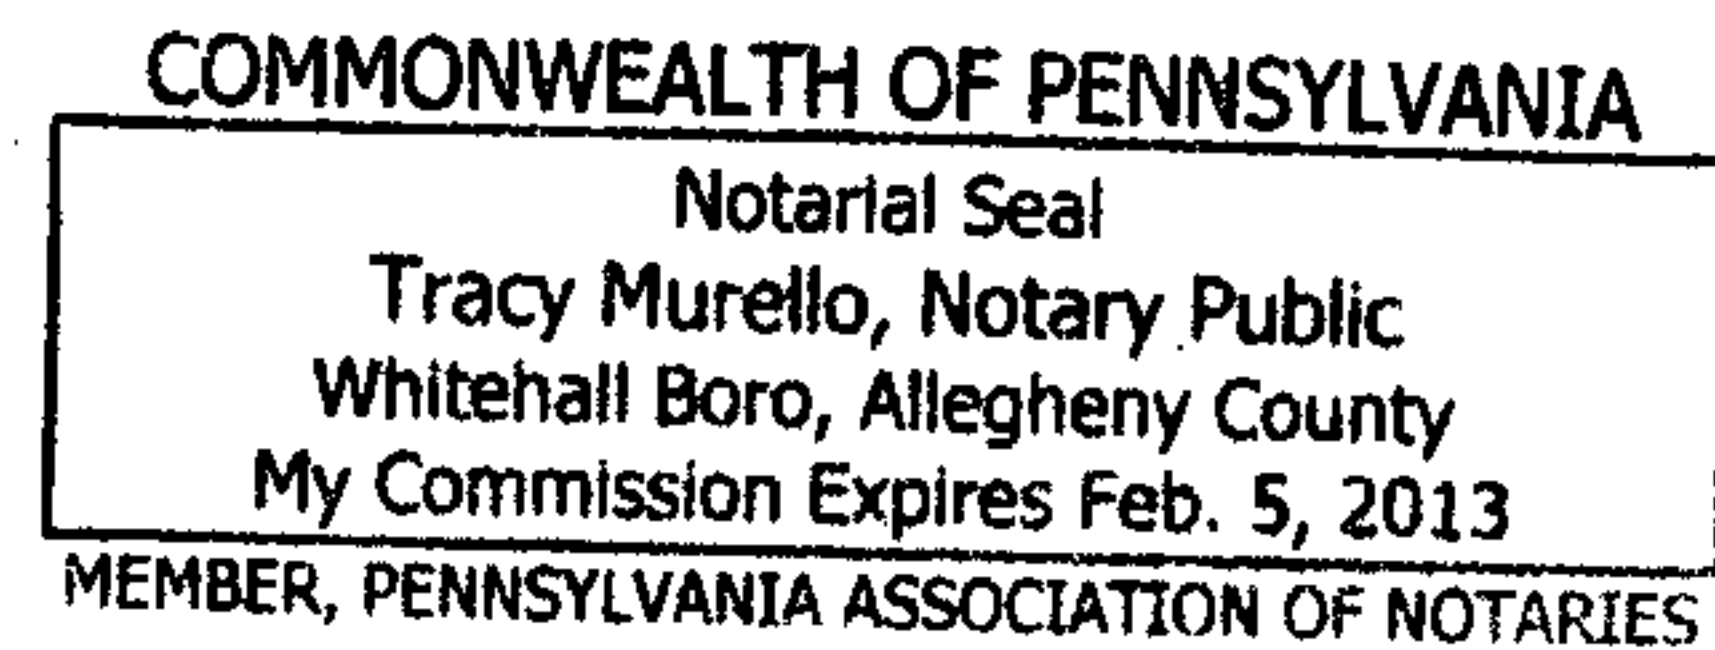 COMMONWEALTH OF PENNSYLVANIA
Notarial Seal
Tracy Murello, Notary Public
Whitehall Boro, Allegheny County
My Commission Expires Feb. 5, 2013
MEMBER, PENNSYLVANIA ASSOCIATION OF NOTARIES